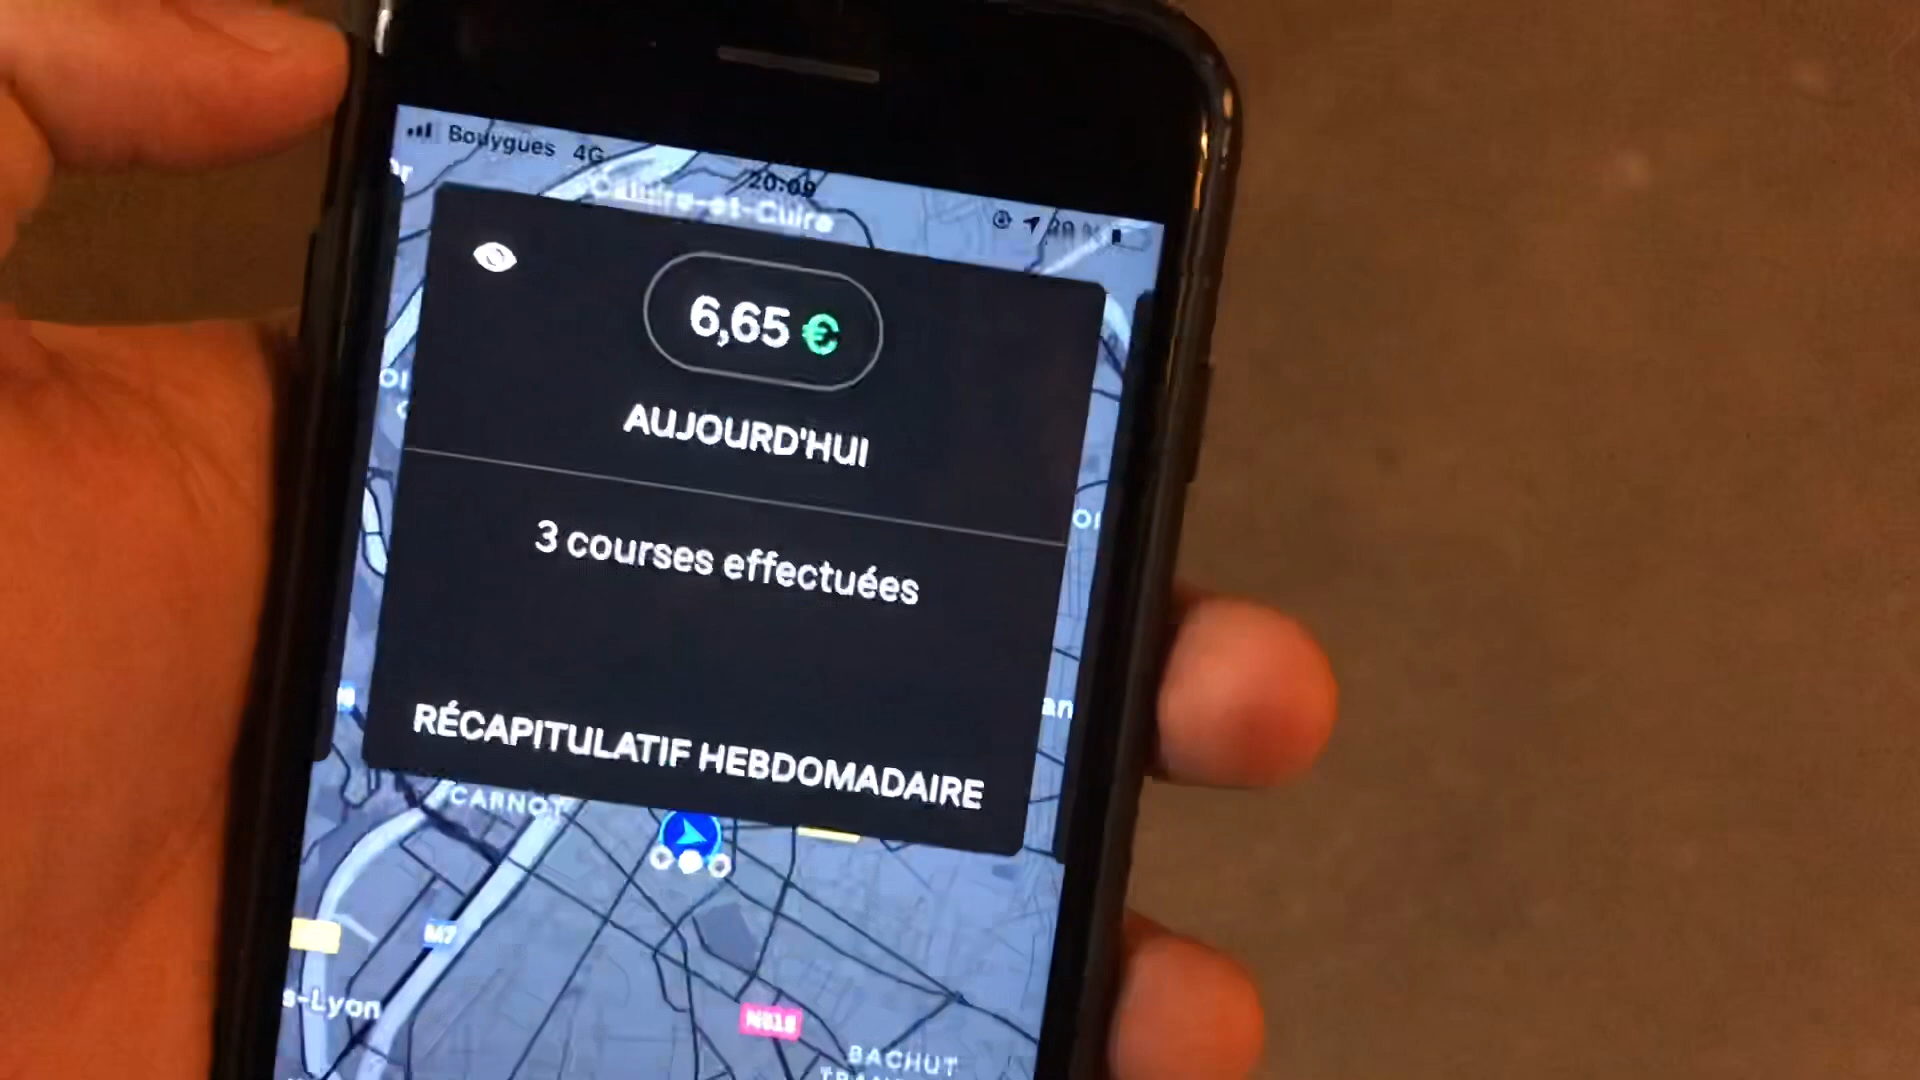 Bouygues 4G
20:09
Caluire-et-Cuire
6,65 €
AUJOURD'HUI
3 courses effectuées
RÉCAPITULATIF HEBDOMADAIRE
CARNOT
M7
s-Lyon
BACHUT